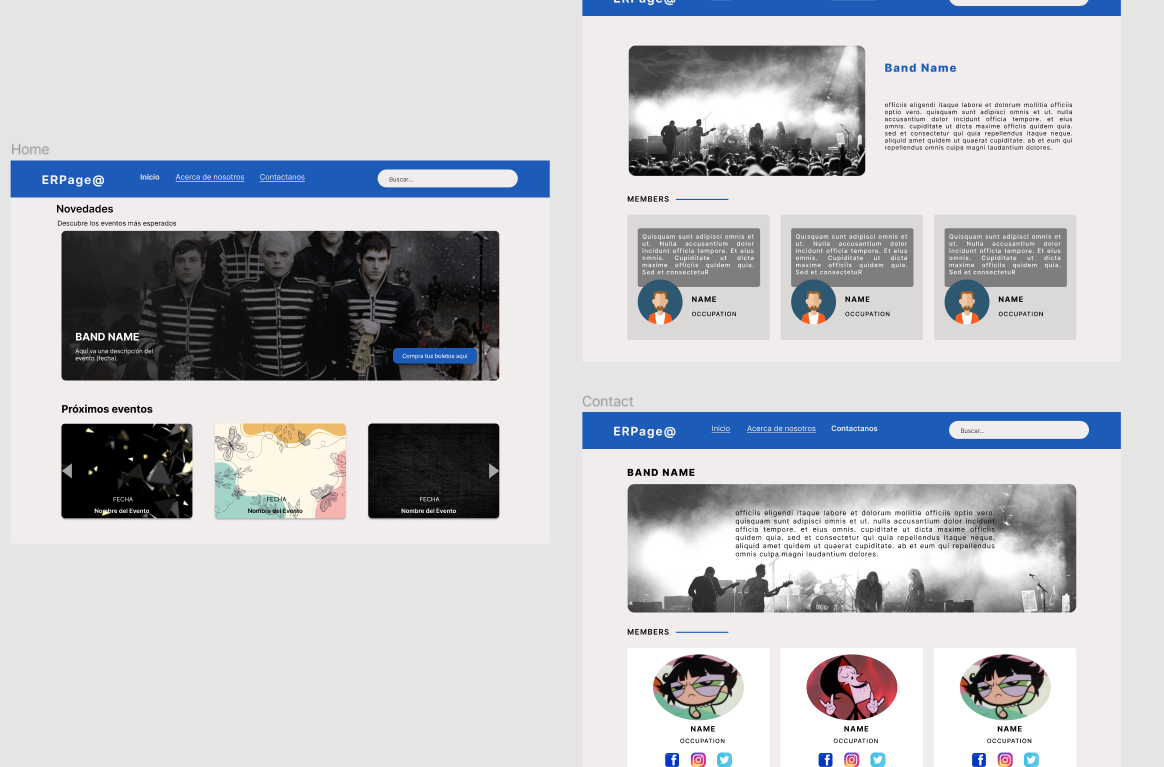 Home
ERPage@
Inicio
Acerca de nosotros
Contactanos
Buscar...
Novedades
Descubre los eventos más esperados
BAND NAME
Aquí va una descripción del
evento (fecha).
Compra tus boletos aquí
Próximos eventos
FECHA
Nombre del Evento
FECHA
Nombre del Evento
FECHA
Nombre del Evento
ERPage@
Band Name
officiis eligendi itaque labore et dolorum mollitia officiis
optio vero. quisquam sunt adipisci omnis et ut. nulla
accusantium dolor incidunt officia tempore. et eius
omnis. cupiditate ut dicta maxime officiis quidem quia.
sed et consectetur qui quia repellendus itaque neque.
aliquid amet quidem ut quaerat cupiditate. ab et eum qui
repellendus omnis culpa magni laudantium dolores.
MEMBERS
Quisquam sunt adipisci omnis et
ut. Nulla accusantium dolor
incidunt officia tempore. Et eius
omnis. Cupiditate ut dicta
maxime officiis quidem quia.
Sed et consectetuR
NAME
OCCUPATION
Quisquam sunt adipisci omnis et
ut. Nulla accusantium dolor
incidunt officia tempore. Et eius
omnis. Cupiditate ut dicta
maxime officiis quidem quia.
Sed et consectetuR
NAME
OCCUPATION
Quisquam sunt adipisci omnis et
ut. Nulla accusantium dolor
incidunt officia tempore. Et eius
omnis. Cupiditate ut dicta
maxime officiis quidem quia.
Sed et consectetuR
NAME
OCCUPATION
Contact
ERPage@
Inicio
Acerca de nosotros
Contactanos
Buscar...
BAND NAME
officiis eligendi itaque labore et dolorum mollitia officiis optio vero.
quisquam sunt adipisci omnis et ut. nulla accusantium dolor incidunt
officia tempore. et eius omnis. cupiditate ut dicta maxime officiis
quidem quia. sed et consectetur qui quia repellendus itaque neque.
aliquid amet quidem ut quaerat cupiditate. ab et eum qui repellendus
omnis culpa magni laudantium dolores.
MEMBERS
NAME
OCCUPATION
NAME
OCCUPATION
NAME
OCCUPATION